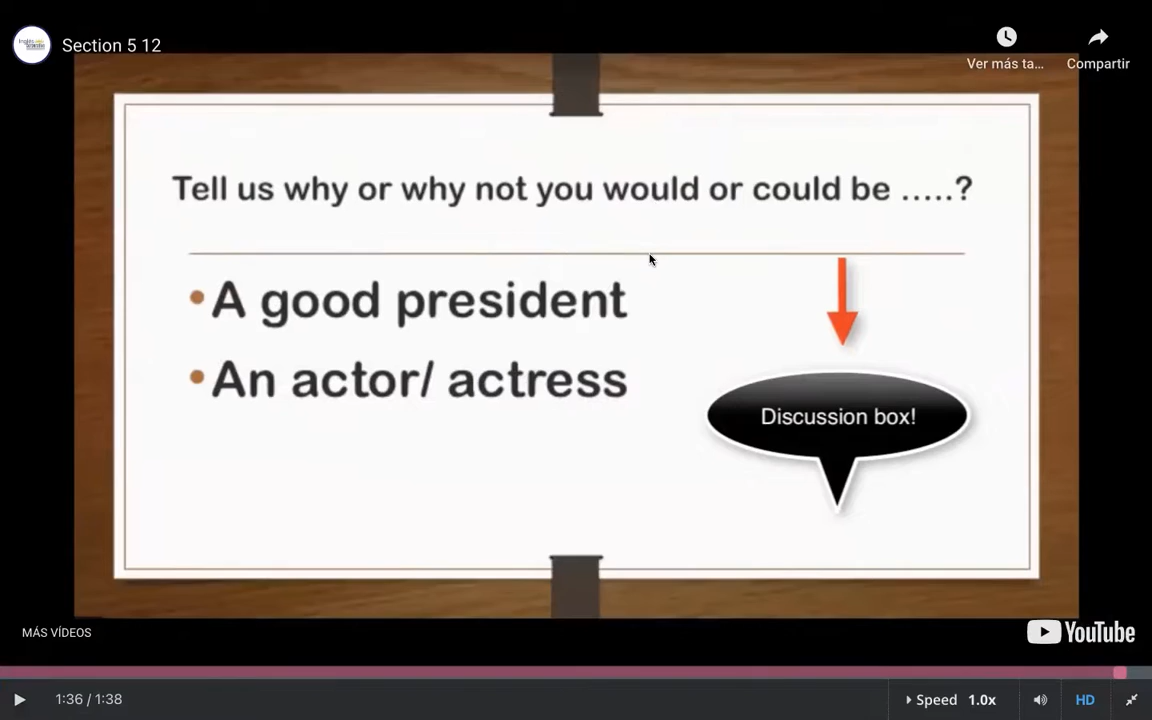 Section 5 12
Ver más ta...
Compartir
Tell us why or why not you would or could be .....?
•A good president
•An actor/ actress
Discussion box!
MÁS VÍDEOS
YouTube
1:36 / 1:38
Speed 1.0x
HD